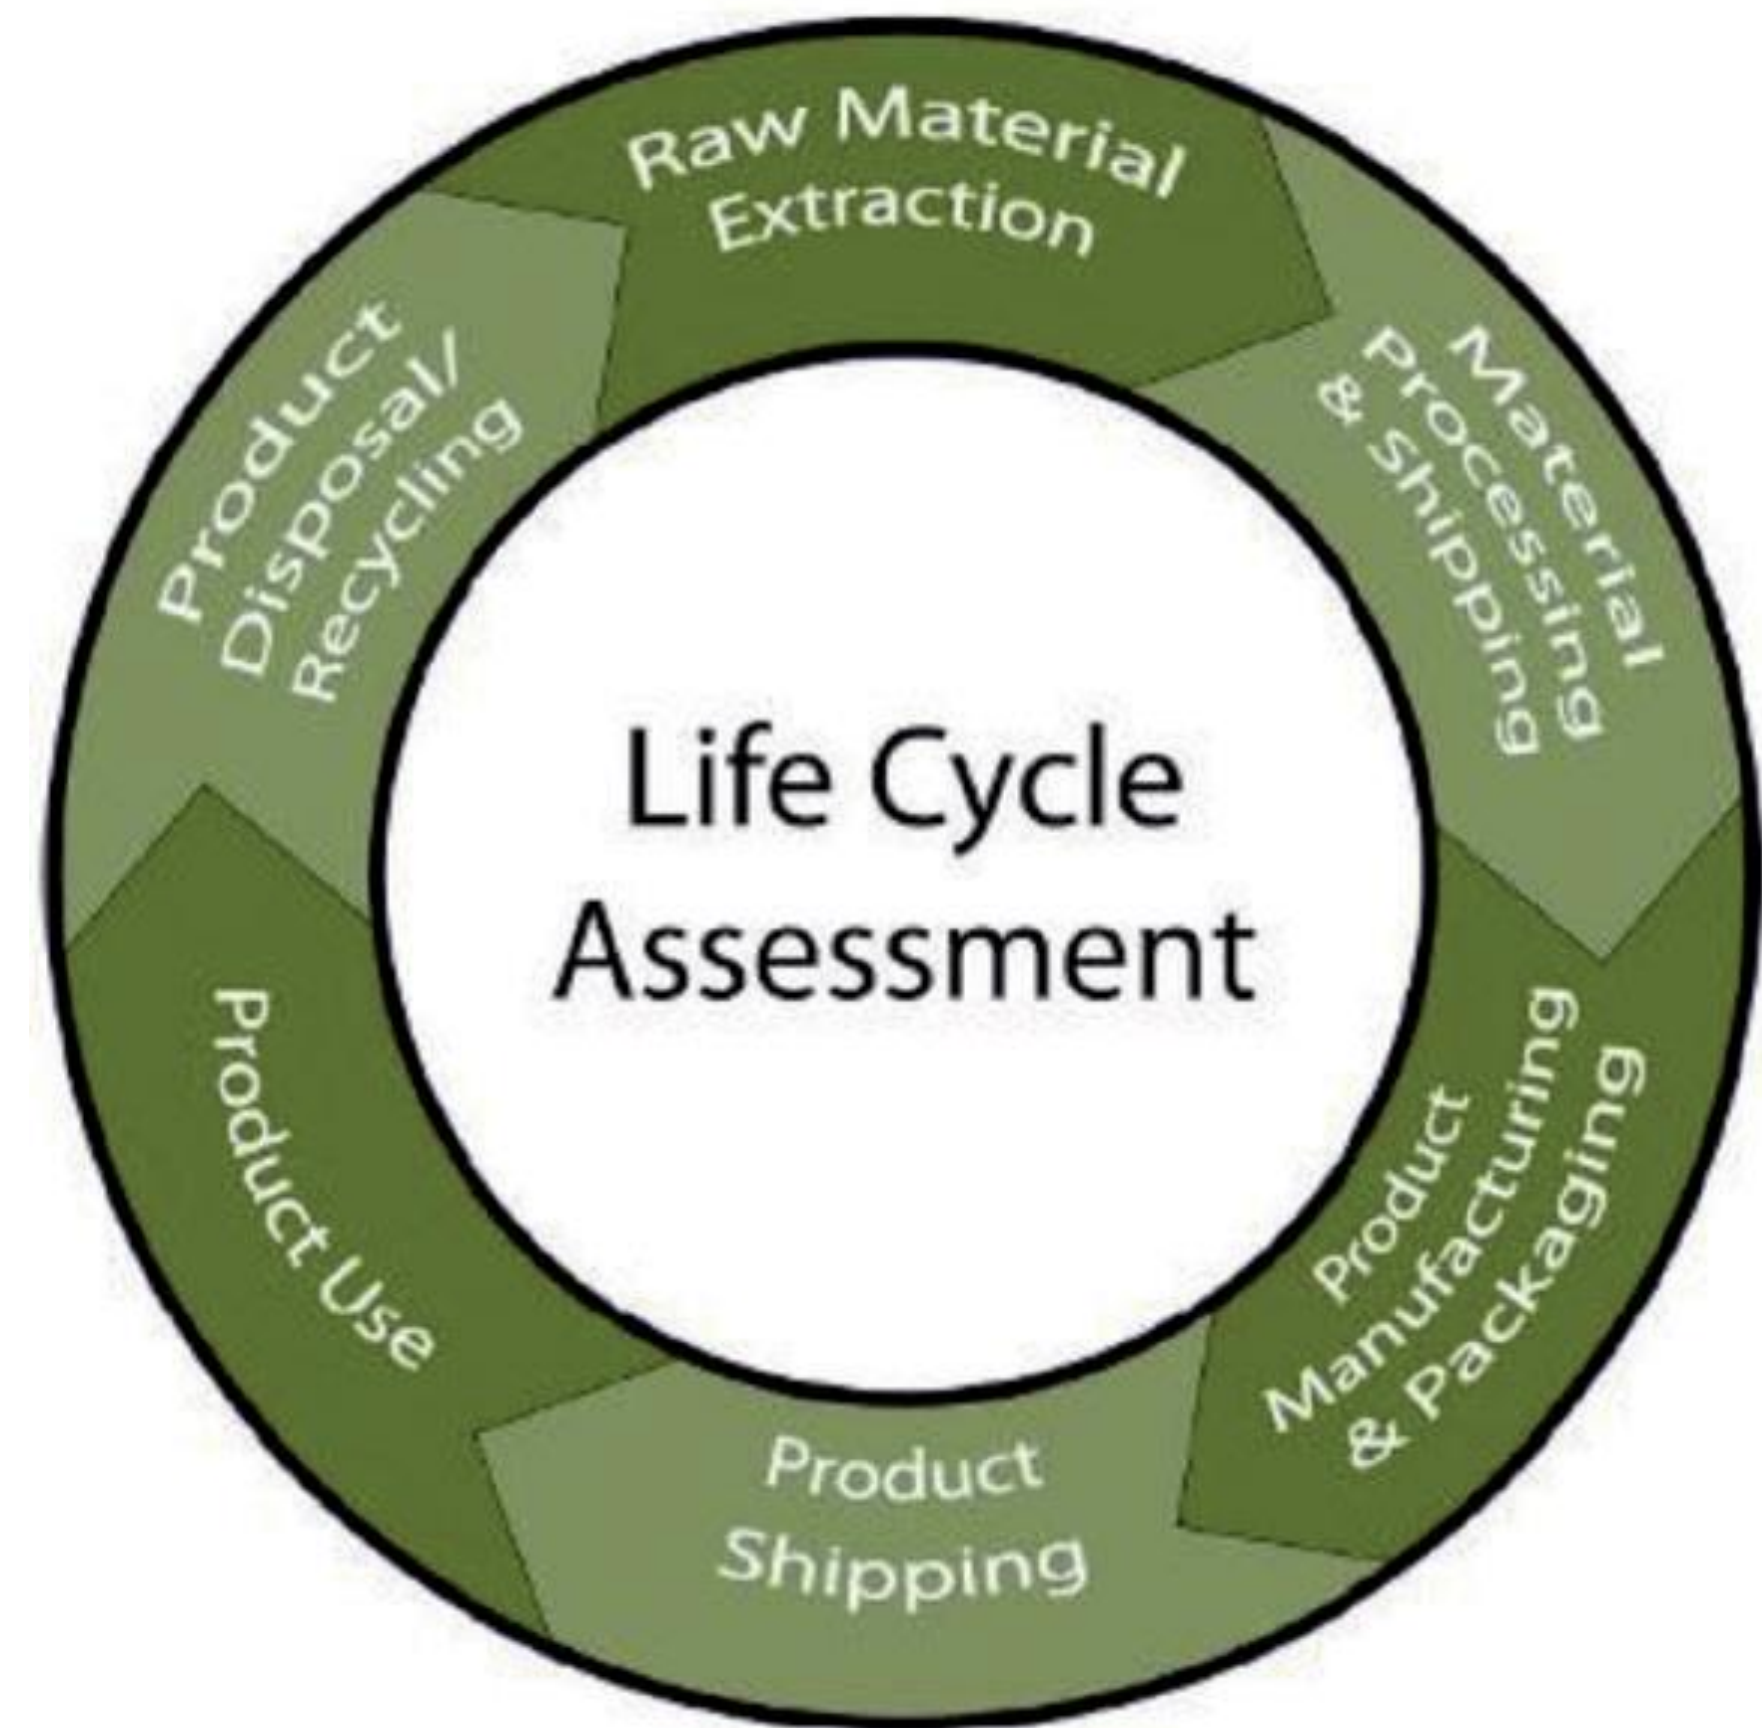 Raw Material
Extraction
Material
Processing
& Shipping
Product
Manufacturing
& Packaging
Product
Shipping
Product Use
Product
Disposal/
Recycling
Life Cycle
Assessment